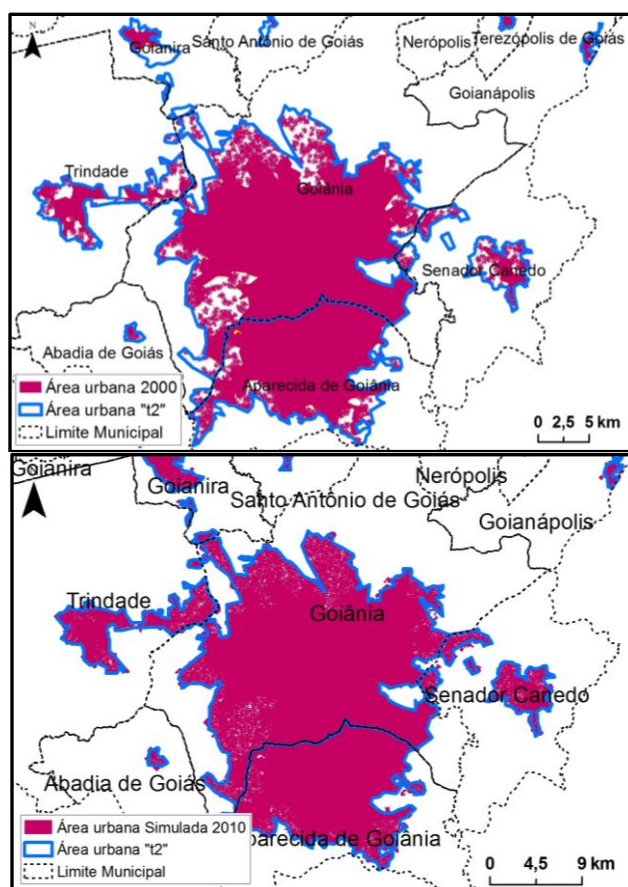 N
Goianira
Santo Antônio de Goiás
Nerópolis
Terezópolis de Goiás
Goianápolis
Trindade
Goiânia
Senador Canedo
Abadia de Goiás
Aparecida de Goiânia
Área urbana 2000
Área urbana "t2"
Limite Municipal
0 2,5 5 km
Goianira
Goianira
Nerópolis
Santo Antônio de Goiás
Goianápolis
Trindade
Goiânia
Senador Canedo
Abadia de Goiás
parecida de Goiânia
Área urbana Simulada 2010
Área urbana "t2"
Limite Municipal
0 4,5 9 km